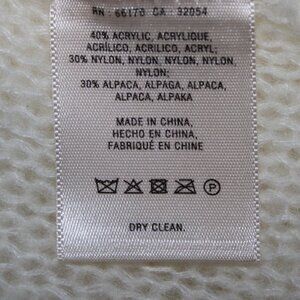 RN: 66170 CA: 32054
40% ACRYLIC, ACRYLIQUE,
ACRÍLICO, ACRILICO, ACRYL;
30% NYLON, NYLON, NYLON, NYLON,
NYLON;
30% ALPACA, ALPAGA, ALPACA,
ALPACA, ALPAKA
MADE IN CHINA,
HECHO EN CHINA,
FABRIQUÉ EN CHINE
P
DRY CLEAN.